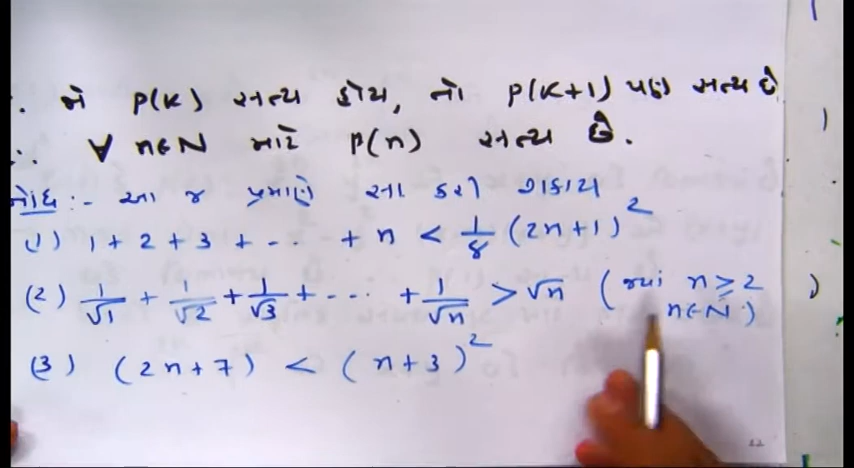 . જો P(K) સત્ય હોય, તો P(K+1) પણ સત્ય છે.
∴ ∀ n∈N માટે P(n) સત્ય છે.
નોંધ :- આ જ પ્રમાણે આ કરી શકાય
(1) 1 + 2 + 3 + - .. + n < 1/8 (2n+1)²
(2) 1/√1 + 1/√2 + 1/√3 + ---- + 1/√n > √n (જ્યાં n ≥ 2
n∈N)
(3) (2n+7) < (n+3)²